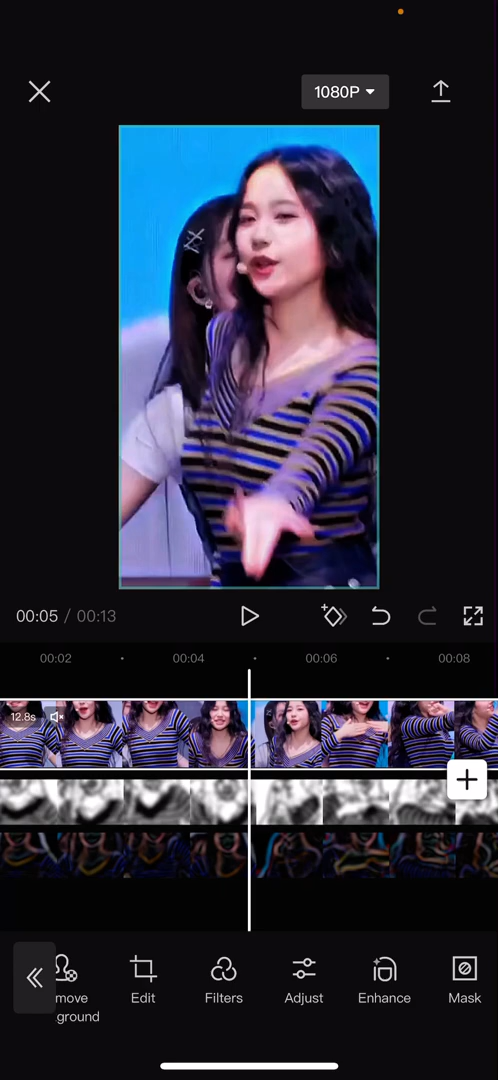 1080P
00:05 / 00:13
00:02
00:04
00:06
00:08
12.8s
move
ground
Edit
Filters
Adjust
Enhance
Mask